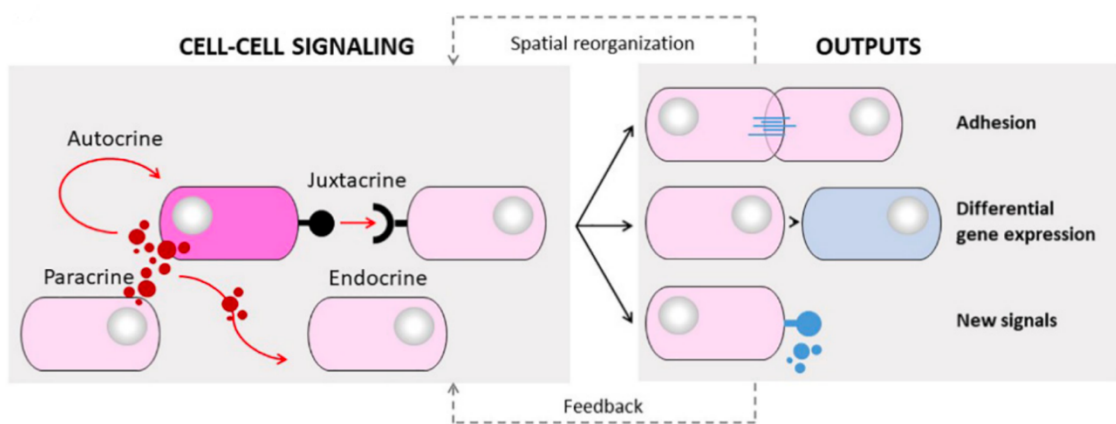 Spatial reorganization
CELL-CELL SIGNALING
OUTPUTS
Autocrine
Juxtacrine
Paracrine
Endocrine
Adhesion
Differential
gene expression
New signals
Feedback